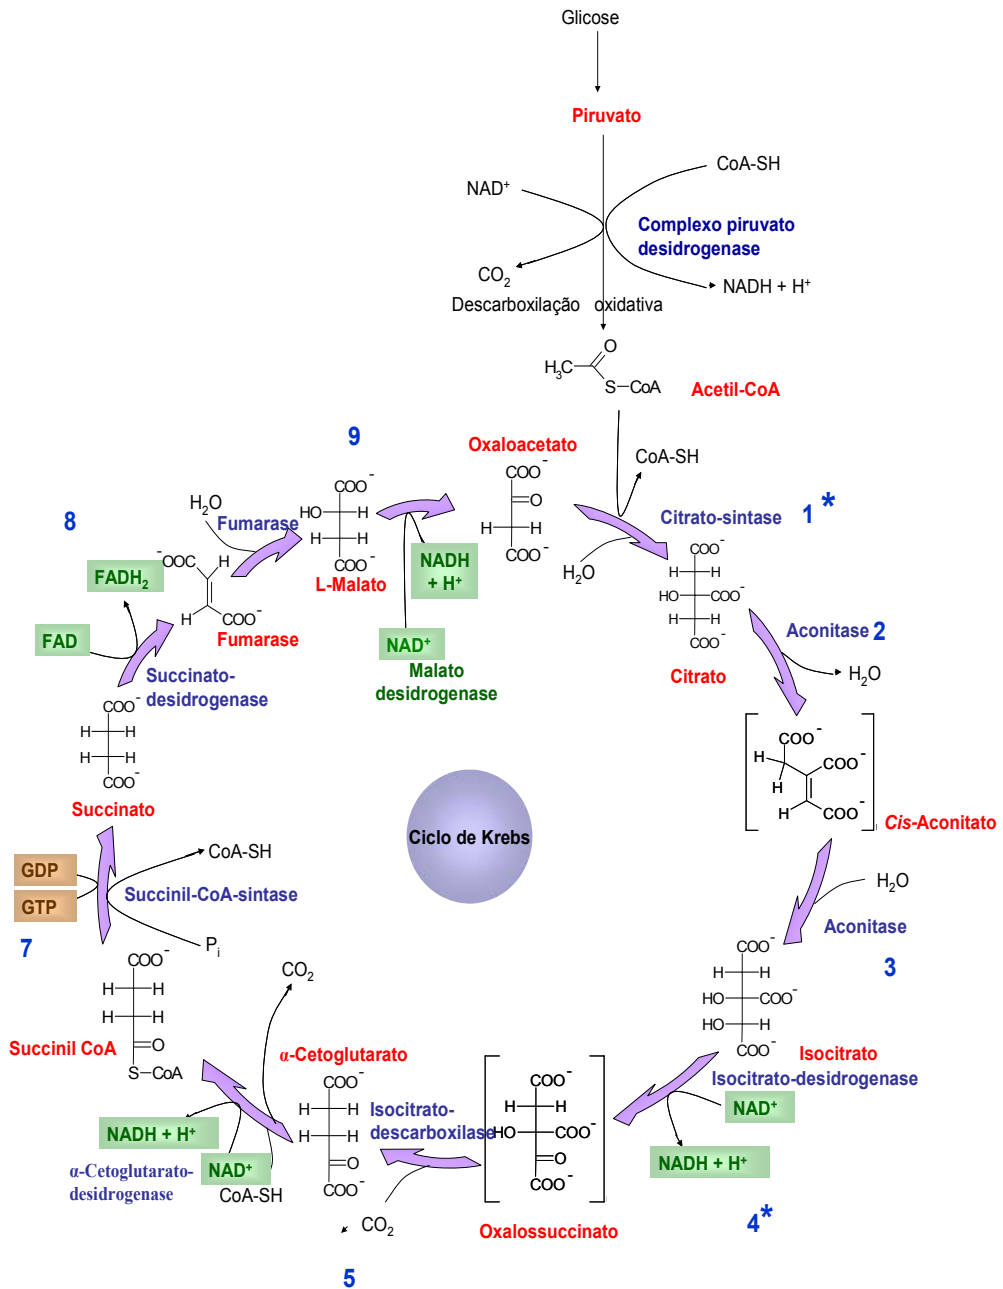 Glicose
Piruvato
NAD⁺
CoA-SH
Complexo piruvato
desidrogenase
CO₂
NADH + H⁺
Descarboxilação oxidativa
O
H₃C
S—CoA
Acetil-CoA
9
Oxaloacetato
CoA-SH
COO⁻
O
H H
COO⁻
Citrato-sintase
1*
H₂O
COO⁻
H H
HO COO⁻
H H
COO⁻
Citrato
Aconitase 2
H₂O
COO⁻
H
H
COO⁻
H COO⁻
Cis-Aconitato
H₂O
Aconitase
3
COO⁻
H H
HO COO⁻
HO H
COO⁻
Isocitrato
Isocitrato-desidrogenase
NAD⁺
NADH + H⁺
4*
COO⁻
H H
HO COO⁻
O
COO⁻
Oxalossuccinato
Isocitrato-
descarboxilase
CO₂
5
α-Cetoglutarato
COO⁻
H H
H H
O
COO⁻
CO₂
NADH + H⁺
NAD⁺
CoA-SH
α-Cetoglutarato-
desidrogenase
Succinil CoA
COO⁻
H H
H H
O
S—CoA
7
GDP
GTP
CoA-SH
Succinil-CoA-sintase
Pᵢ
Succinato
COO⁻
H H
H H
COO⁻
Succinato-
desidrogenase
FAD
FADH₂
8
⁻OOC H
H COO⁻
Fumarase
H₂O
Fumarase
COO⁻
HO H
H H
COO⁻
L-Malato
NADH
+ H⁺
NAD⁺
Malato
desidrogenase
Ciclo de Krebs